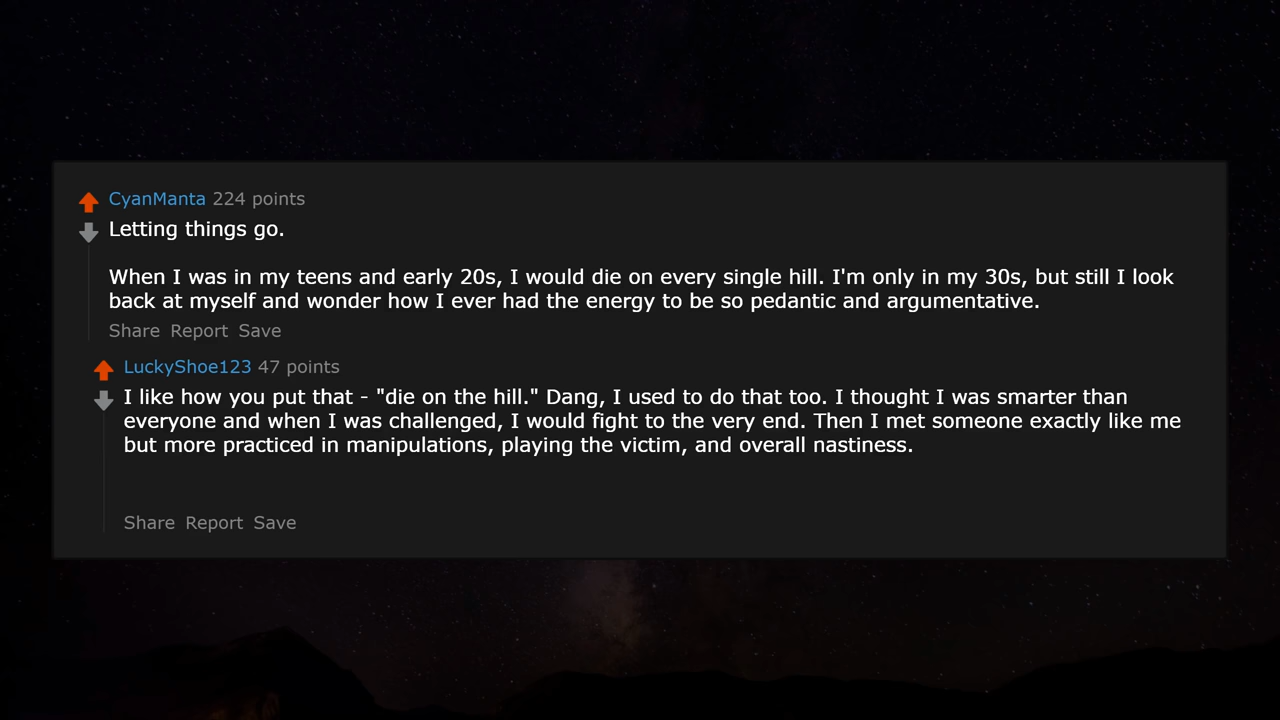 CyanManta 224 points
Letting things go.
When I was in my teens and early 20s, I would die on every single hill. I'm only in my 30s, but still I look
back at myself and wonder how I ever had the energy to be so pedantic and argumentative.
Share Report Save
LuckyShoe123 47 points
I like how you put that - "die on the hill." Dang, I used to do that too. I thought I was smarter than
everyone and when I was challenged, I would fight to the very end. Then I met someone exactly like me
but more practiced in manipulations, playing the victim, and overall nastiness.
Share Report Save